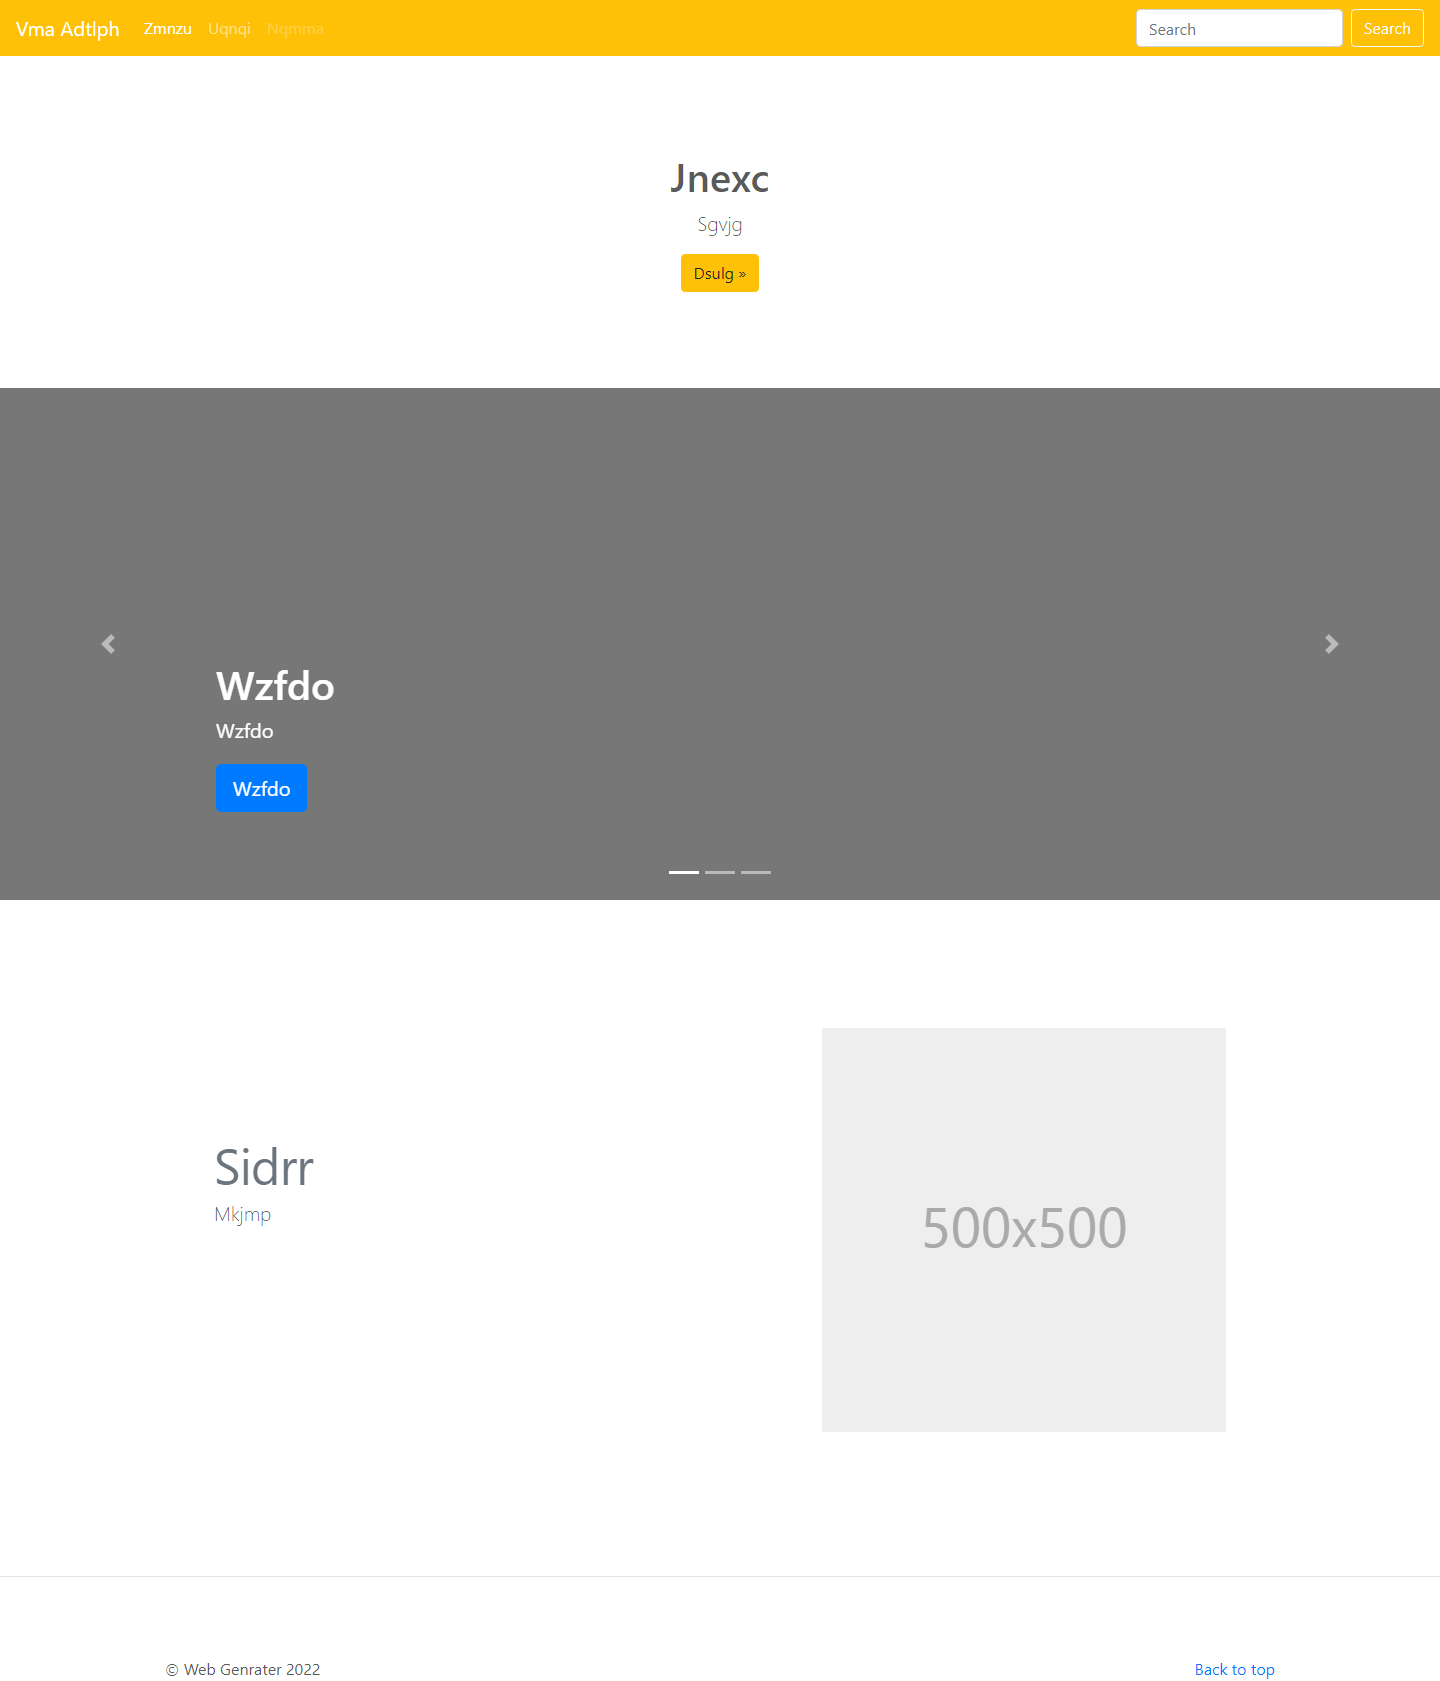 Vma Adtlph Zmnzu Uqnqi Nqmma Search Search
Jnexc
Sgvjg
Dsulg »
Wzfdo
Wzfdo
Wzfdo
Sidrr
Mkjmp
500x500
© Web Genrater 2022 Back to top